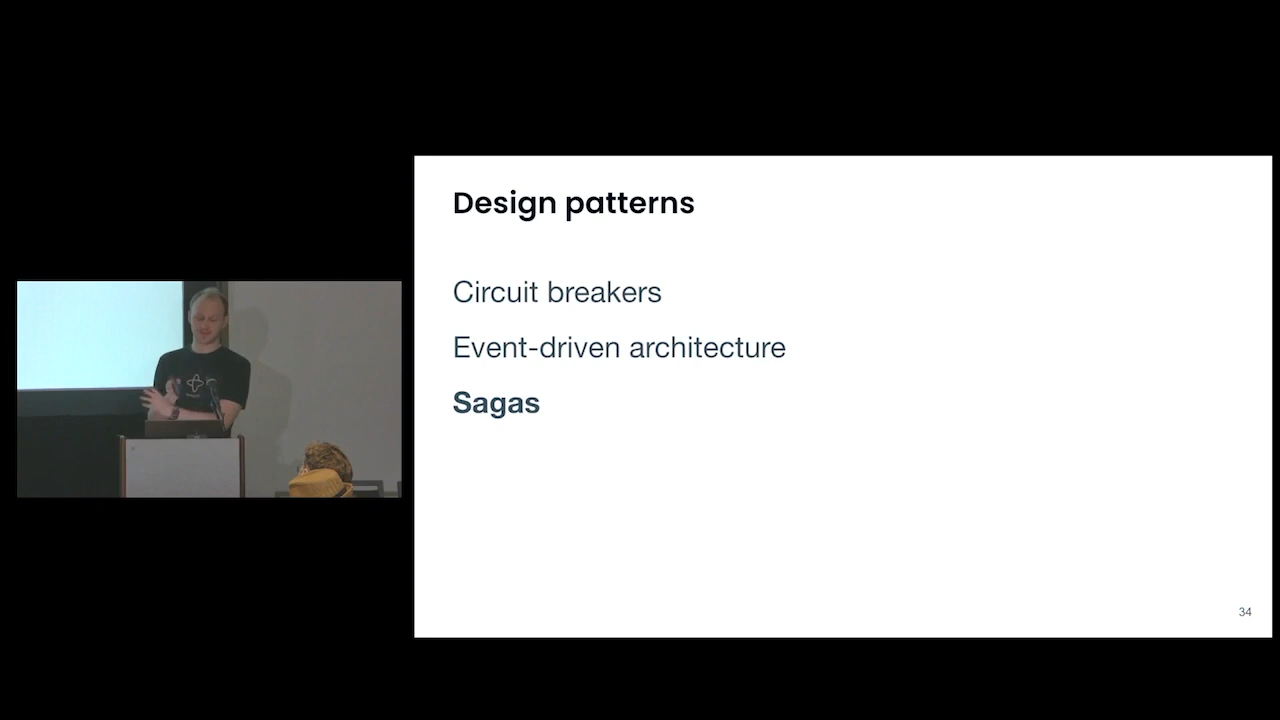 Design patterns
Circuit breakers
Event-driven architecture
Sagas
34